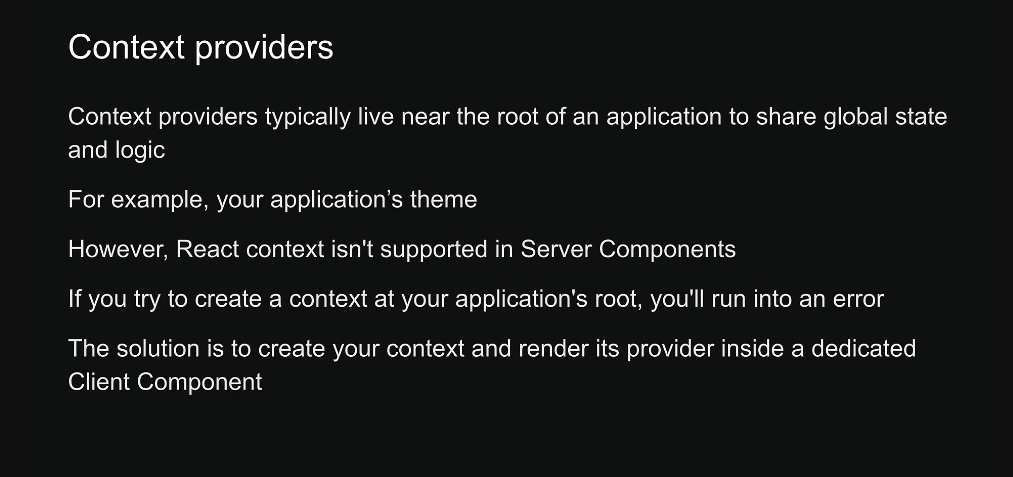 Context providers
Context providers typically live near the root of an application to share global state
and logic
For example, your application’s theme
However, React context isn't supported in Server Components
If you try to create a context at your application's root, you'll run into an error
The solution is to create your context and render its provider inside a dedicated
Client Component